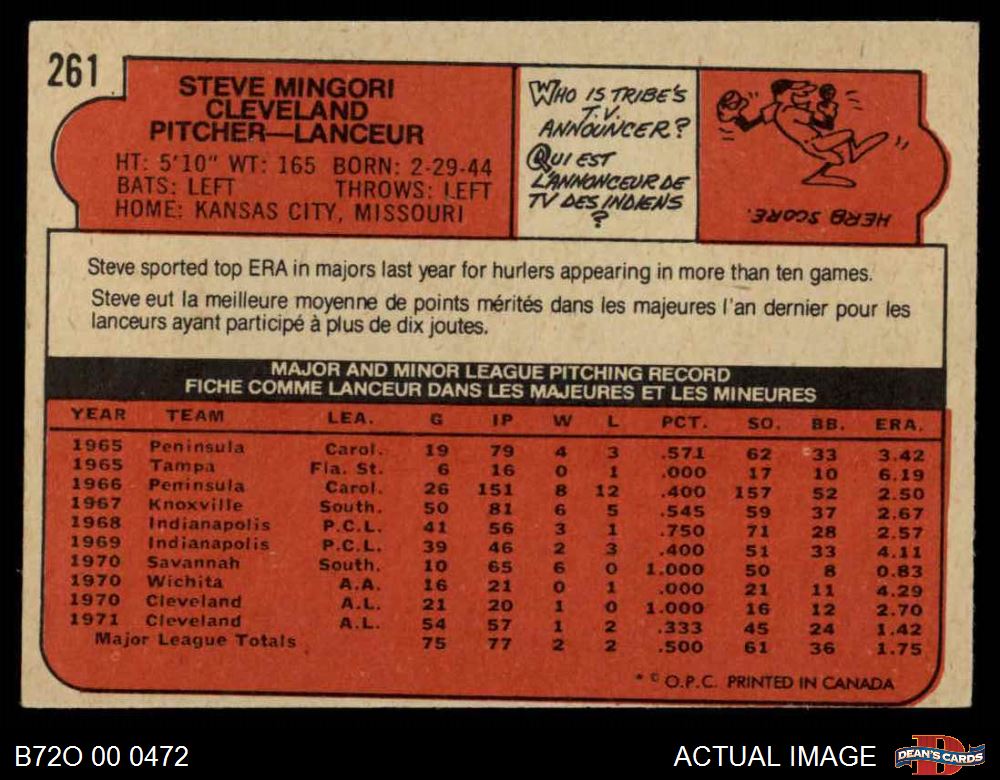 261
STEVE MINGORI
CLEVELAND
PITCHER—LANCEUR
HT: 5'10" WT: 165 BORN: 2-29-44
BATS: LEFT THROWS: LEFT
HOME: KANSAS CITY, MISSOURI
WHO IS TRIBE'S
T.V.
ANNOUNCER?
QUI EST
L'ANNONCEUR DE
TV DES INDIENS
?
HERB SCORE.
Steve sported top ERA in majors last year for hurlers appearing in more than ten games.
Steve eut la meilleure moyenne de points mérités dans les majeures l'an dernier pour les
lanceurs ayant participé à plus de dix joutes.
MAJOR AND MINOR LEAGUE PITCHING RECORD
FICHE COMME LANCEUR DANS LES MAJEURES ET LES MINEURES
YEAR TEAM LEA. G IP W L PCT. SO. BB. ERA.
1965 Peninsula Carol. 19 79 4 3 .571 62 33 3.42
1965 Tampa Fla. St. 6 16 0 1 .000 17 10 6.19
1966 Peninsula Carol. 26 151 8 12 .400 157 52 2.50
1967 Knoxville South. 50 81 6 5 .545 59 37 2.67
1968 Indianapolis P.C.L. 41 56 3 1 .750 71 28 2.57
1969 Indianapolis P.C.L. 39 46 2 3 .400 51 33 4.11
1970 Savannah South. 10 65 6 0 1.000 50 8 0.83
1970 Wichita A.A. 16 21 0 1 .000 21 11 4.29
1970 Cleveland A.L. 21 20 1 0 1.000 16 12 2.70
1971 Cleveland A.L. 54 57 1 2 .333 45 24 1.42
Major League Totals 75 77 2 2 .500 61 36 1.75
* © O.P.C. PRINTED IN CANADA
B72O 00 0472
ACTUAL IMAGE
DEAN'S CARDS